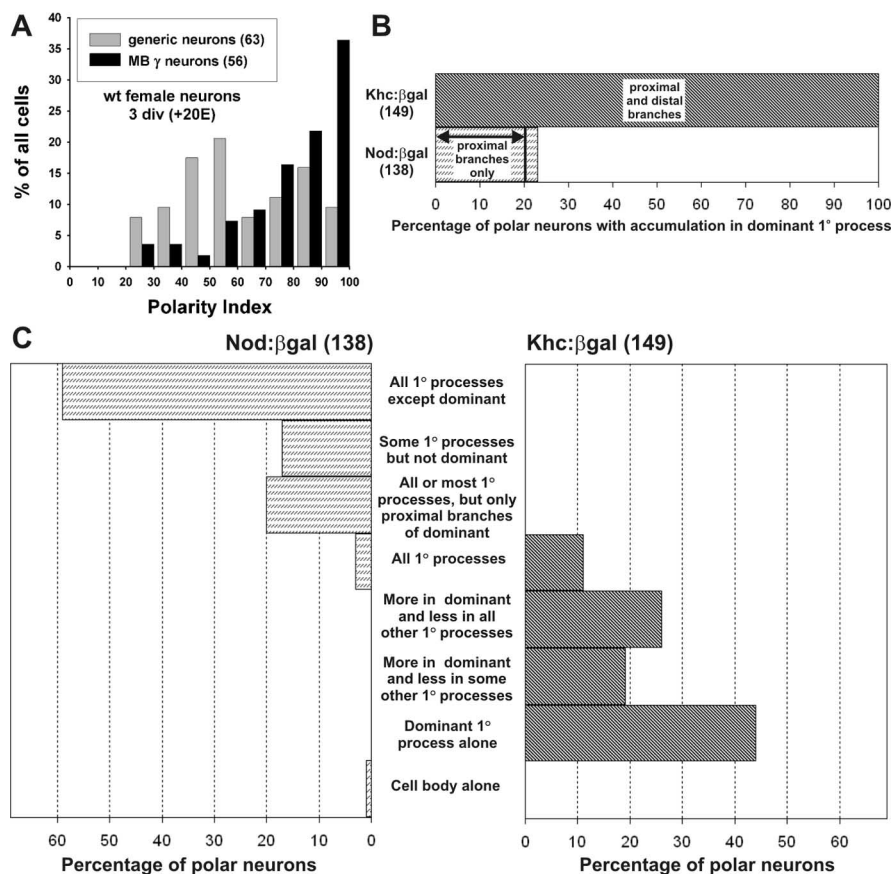 A
generic neurons (63)
MB γ neurons (56)
wt female neurons
3 div (+20E)
% of all cells
40
35
30
25
20
15
10
5
0
0 10 20 30 40 50 60 70 80 90 100
Polarity Index
B
Khc:βgal
(149)
Nod:βgal
(138)
proximal
and distal
branches
proximal
branches
only
0 10 20 30 40 50 60 70 80 90 100
Percentage of polar neurons with accumulation in dominant 1° process
C
Nod:βgal (138)
Khc:βgal (149)
All 1° processes
except dominant
Some 1° processes
but not dominant
All or most 1°
processes, but only
proximal branches
of dominant
All 1° processes
More in dominant
and less in all
other 1° processes
More in dominant
and less in some
other 1° processes
Dominant 1°
process alone
Cell body alone
60 50 40 30 20 10 0
Percentage of polar neurons
0 10 20 30 40 50 60
Percentage of polar neurons